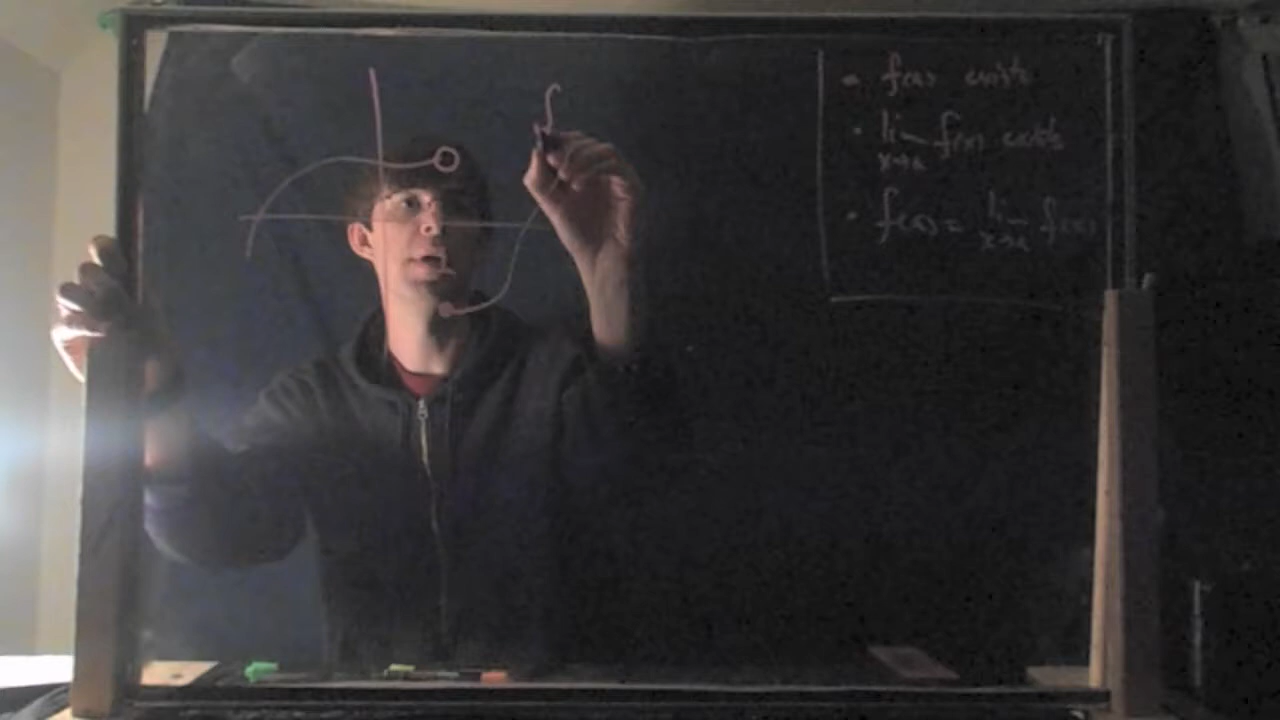 f
• f(a) exists
• lim f(x) exists
x→a
• f(a) = lim f(x)
x→a